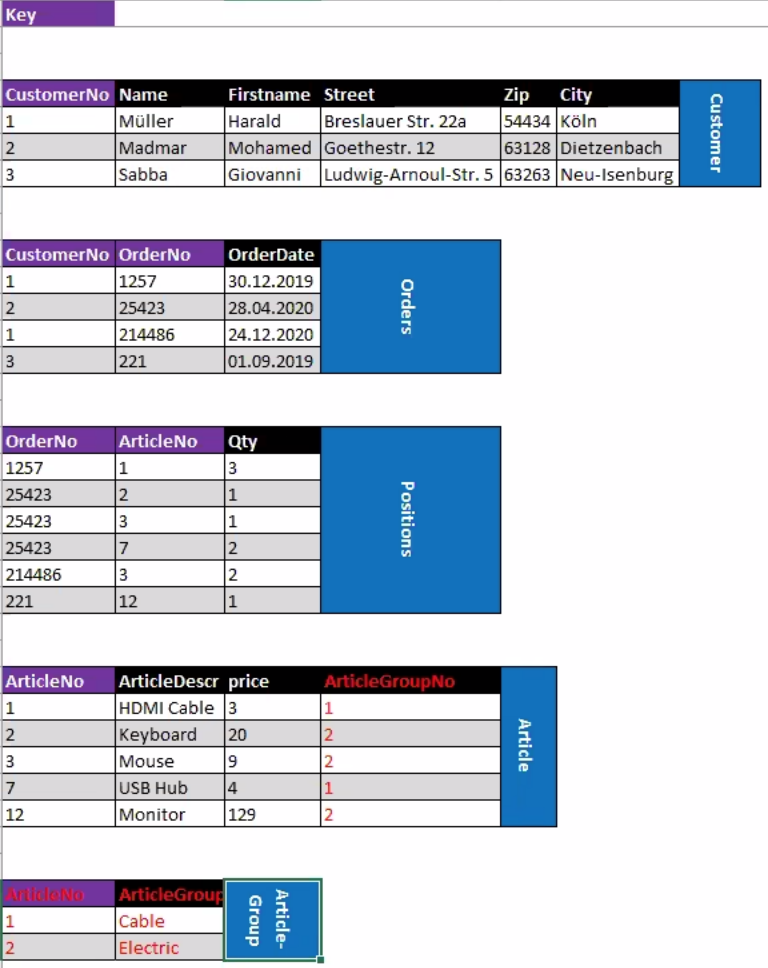 Key
CustomerNo Name Firstname Street Zip City
1 Müller Harald Breslauer Str. 22a 54434 Köln
2 Madmar Mohamed Goethestr. 12 63128 Dietzenbach
3 Sabba Giovanni Ludwig-Arnoul-Str. 5 63263 Neu-Isenburg
Customer
CustomerNo OrderNo OrderDate
1 1257 30.12.2019
2 25423 28.04.2020
1 214486 24.12.2020
3 221 01.09.2019
Orders
OrderNo ArticleNo Qty
1257 1 3
25423 2 1
25423 3 1
25423 7 2
214486 3 2
221 12 1
Positions
ArticleNo ArticleDescr price ArticleGroupNo
1 HDMI Cable 3 1
2 Keyboard 20 2
3 Mouse 9 2
7 USB Hub 4 1
12 Monitor 129 2
Article
ArticleNo ArticleGroup
1 Cable
2 Electric
Article-
Group